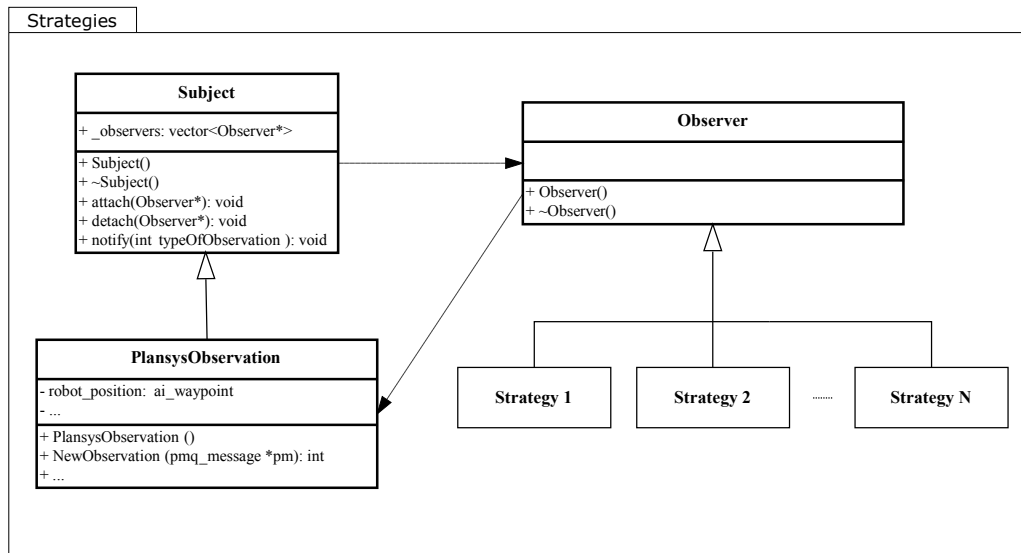 Strategies
Subject
+ _observers: vector<Observer*>
+ Subject()
+ ~Subject()
+ attach(Observer*): void
+ detach(Observer*): void
+ notify(int typeOfObservation ): void
Observer
+ Observer()
+ ~Observer()
PlansysObservation
- robot_position: ai_waypoint
- ...
+ PlansysObservation ()
+ NewObservation (pmq_message *pm): int
+ ...
Strategy 1
Strategy 2
........
Strategy N